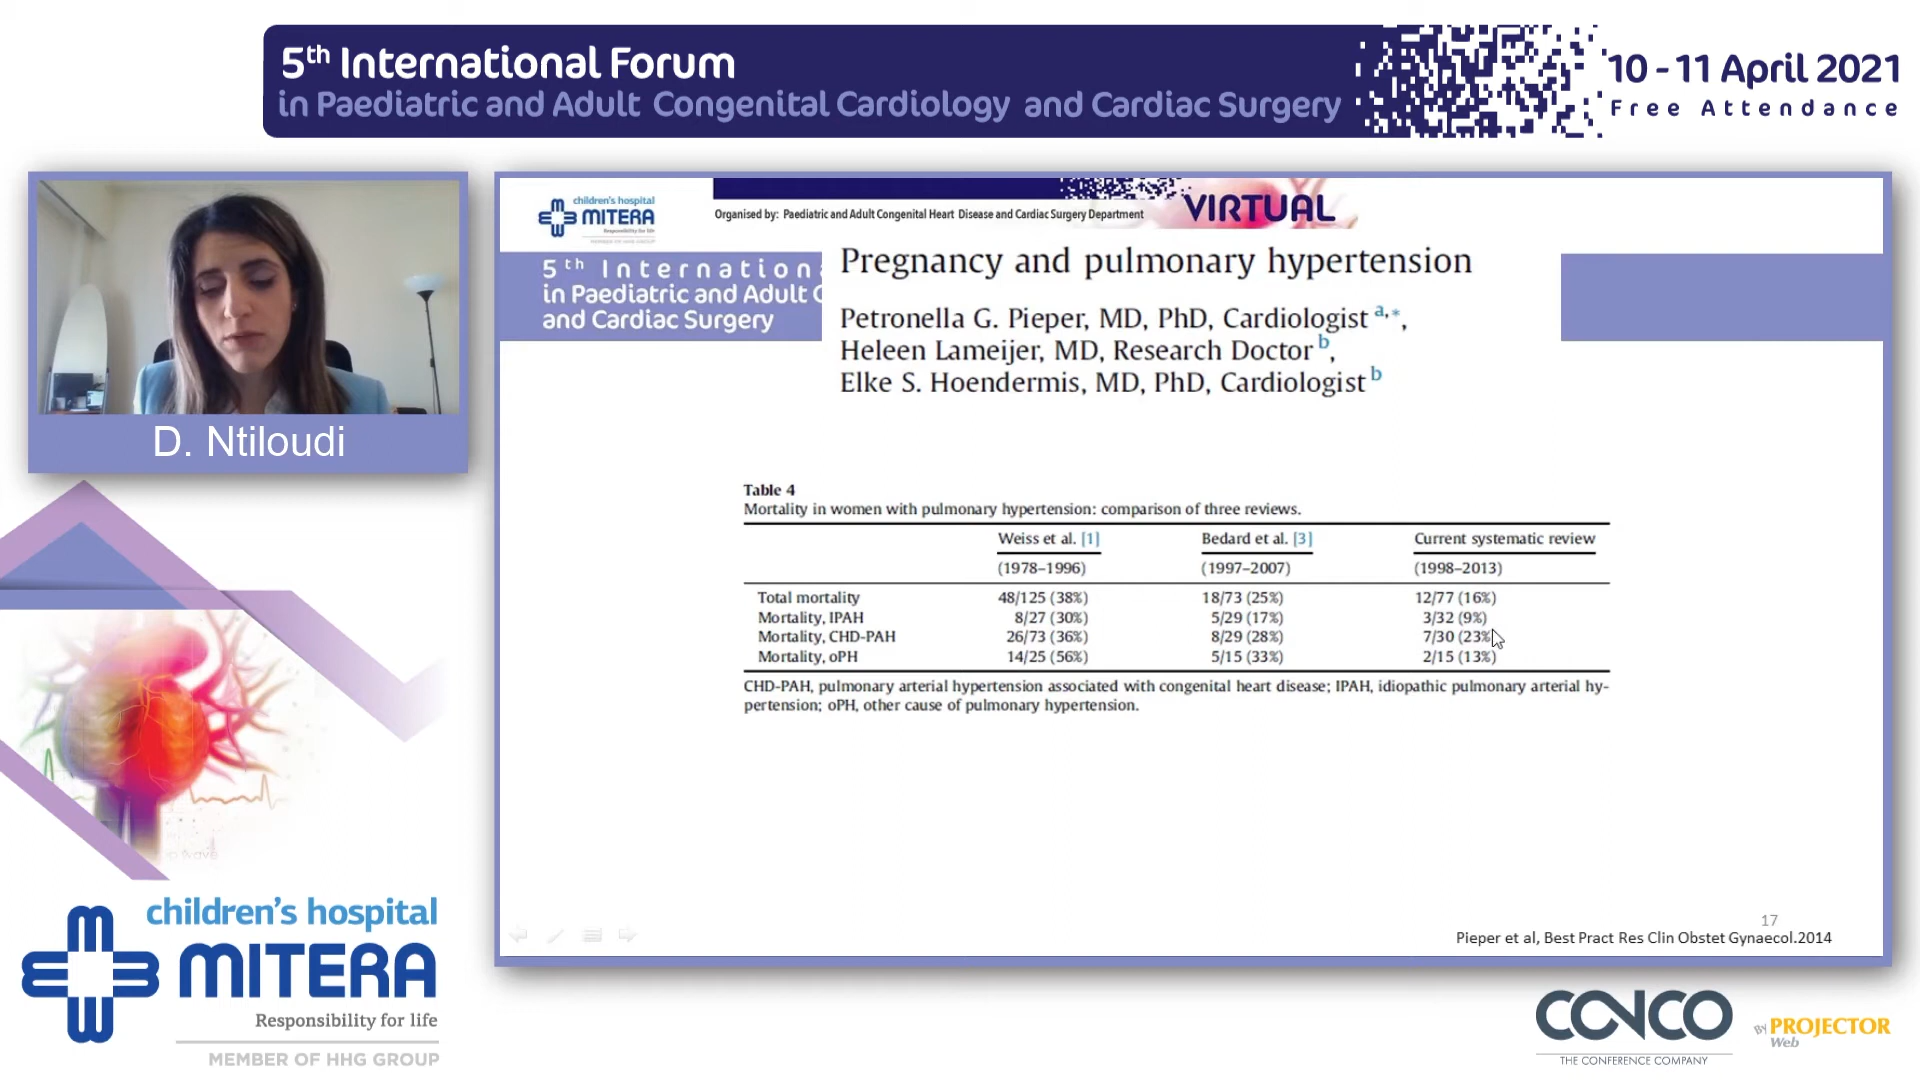 5th International Forum
in Paediatric and Adult Congenital Cardiology and Cardiac Surgery
10 - 11 April 2021
Free Attendance
D. Ntiloudi
children's hospital
MITERA
Responsibility for life
MEMBER OF HHG GROUP
Organised by: Paediatric and Adult Congenital Heart Disease and Cardiac Surgery Department
VIRTUAL
5th Internation
in Paediatric and Adult C
and Cardiac Surgery
Pregnancy and pulmonary hypertension
Petronella G. Pieper, MD, PhD, Cardiologist a,*,
Heleen Lameijer, MD, Research Doctor b,
Elke S. Hoendermis, MD, PhD, Cardiologist b
Table 4
Mortality in women with pulmonary hypertension: comparison of three reviews.
Weiss et al. [1] Bedard et al. [3] Current systematic review
(1978–1996) (1997–2007) (1998–2013)
Total mortality 48/125 (38%) 18/73 (25%) 12/77 (16%)
Mortality, IPAH 8/27 (30%) 5/29 (17%) 3/32 (9%)
Mortality, CHD-PAH 26/73 (36%) 8/29 (28%) 7/30 (23%)
Mortality, oPH 14/25 (56%) 5/15 (33%) 2/15 (13%)
CHD-PAH, pulmonary arterial hypertension associated with congenital heart disease; IPAH, idiopathic pulmonary arterial hy-
pertension; oPH, other cause of pulmonary hypertension.
17
Pieper et al, Best Pract Res Clin Obstet Gynaecol.2014
children's hospital
MITERA
Responsibility for life
MEMBER OF HHG GROUP
CONCO
THE CONFERENCE COMPANY
BY PROJECTOR
Web